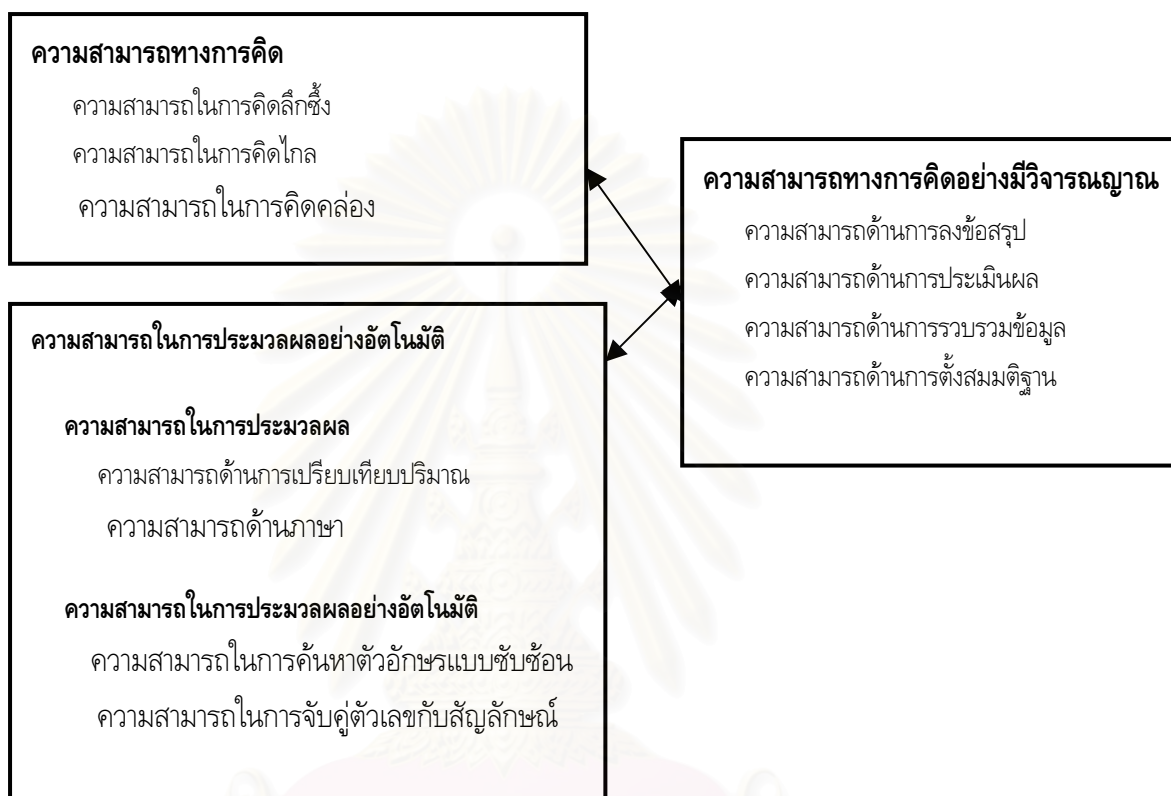 ความสามารถทางการคิด
ความสามารถในการคิดลึกซึ้ง
ความสามารถในการคิดไกล
ความสามารถในการคิดคล่อง
ความสามารถในการประมวลผลอย่างอัตโนมัติ
ความสามารถในการประมวลผล
ความสามารถด้านการเปรียบเทียบปริมาณ
ความสามารถด้านภาษา
ความสามารถในการประมวลผลอย่างอัตโนมัติ
ความสามารถในการค้นหาตัวอักษรแบบซับซ้อน
ความสามารถในการจับคู่ตัวเลขกับสัญลักษณ์
ความสามารถทางการคิดอย่างมีวิจารณญาณ
ความสามารถด้านการลงข้อสรุป
ความสามารถด้านการประเมินผล
ความสามารถด้านการรวบรวมข้อมูล
ความสามารถด้านการตั้งสมมติฐาน